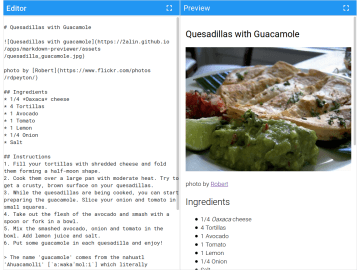 Editor
# Quesadillas with Guacamole
![Quesadillas with guacamole](https://2alin.github.io
/apps/markdown-previewer/assets
/quesadilla_guacamole.jpg)
photo by [Robert](https://www.flickr.com/photos
/rdpeyton/)
## Ingredients
* 1/4 *Oaxaca* cheese
* 4 Tortillas
* 1 Avocado
* 1 Tomato
* 1 Lemon
* 1/4 Onion
* Salt
## Instructions
1. Fill your tortillas with shredded cheese and fold
them forming a half-moon shape.
2. Cook them over a large pan with moderate heat. Try to
get a crusty, brown surface on your quesadillas.
3. While the quesadillas are being cooked, you can start
preparing the guacamole. Slice your onion and tomato in
small squares.
4. Take out the flesh of the avocado and smash with a
spoon or fork in a bowl.
5. Mix the smashed avocado, onion and tomato in the
bowl. Add lemon juice and salt.
6. Put some guacamole in each quesadilla and enjoy!
> The name `guacamole` comes from the nahuatl
which literally
Preview
Quesadillas with Guacamole
photo by Robert
Ingredients
• 1/4 Oaxaca cheese
• 4 Tortillas
• 1 Avocado
• 1 Tomato
• 1 Lemon
• 1/4 Onion
• Salt